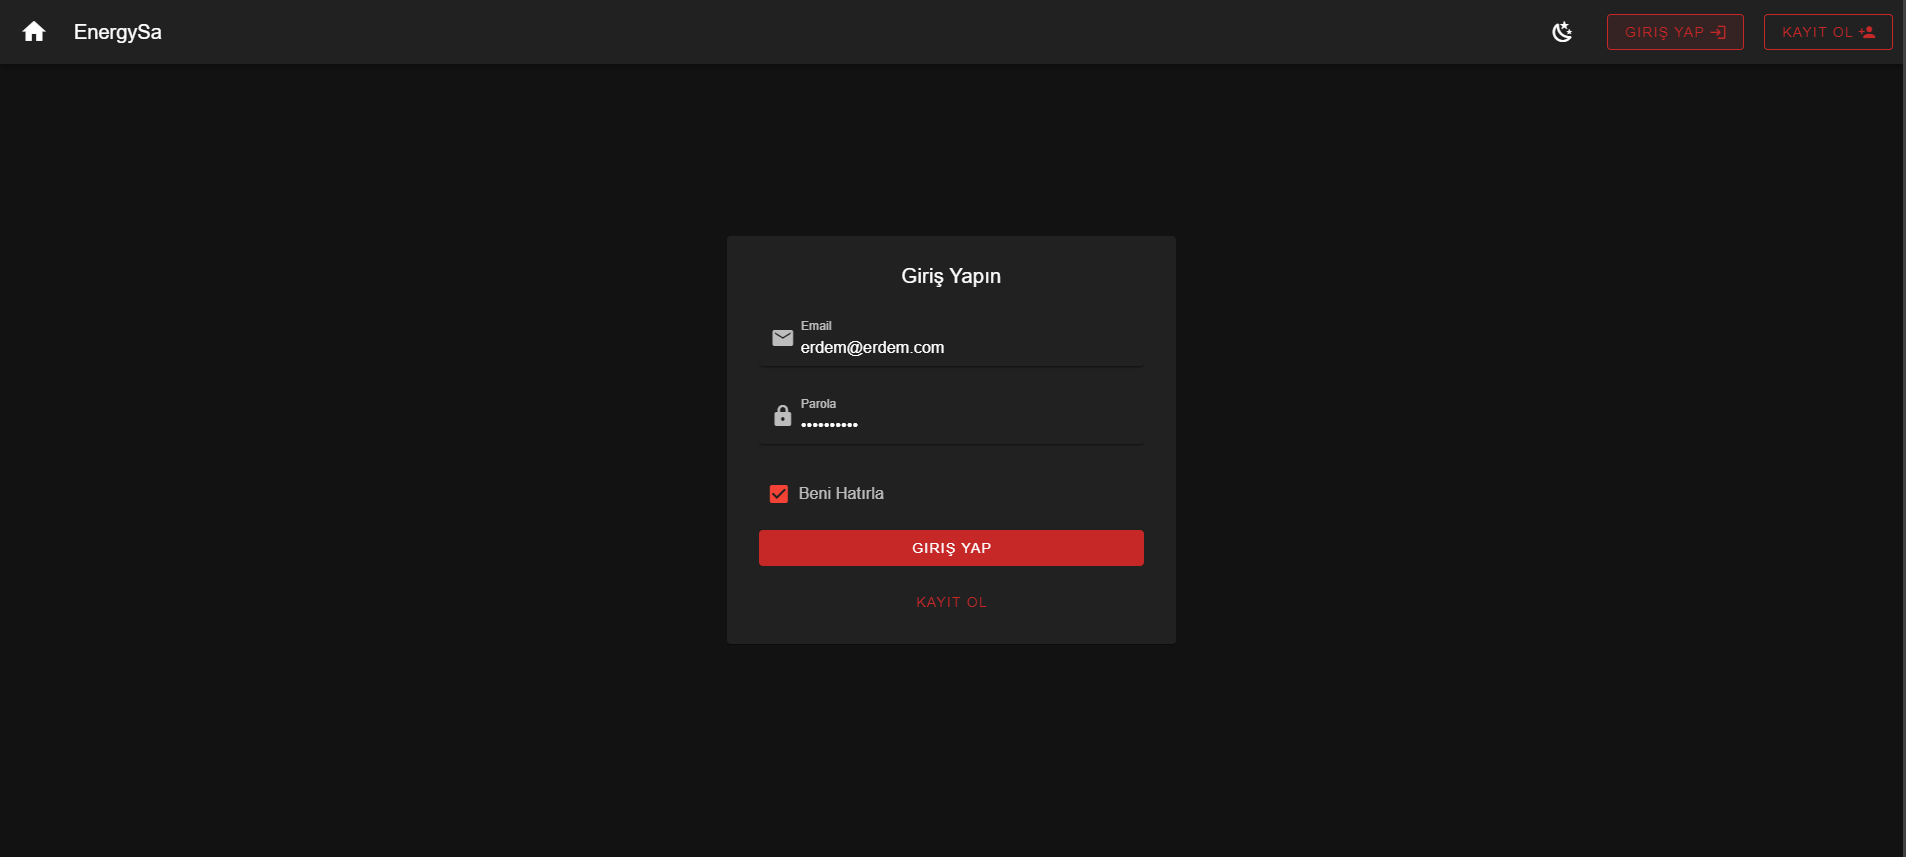 EnergySa
GIRIŞ YAP
KAYIT OL
Giriş Yapın
Email
erdem@erdem.com
Parola
••••••••••
Beni Hatırla
GIRIŞ YAP
KAYIT OL